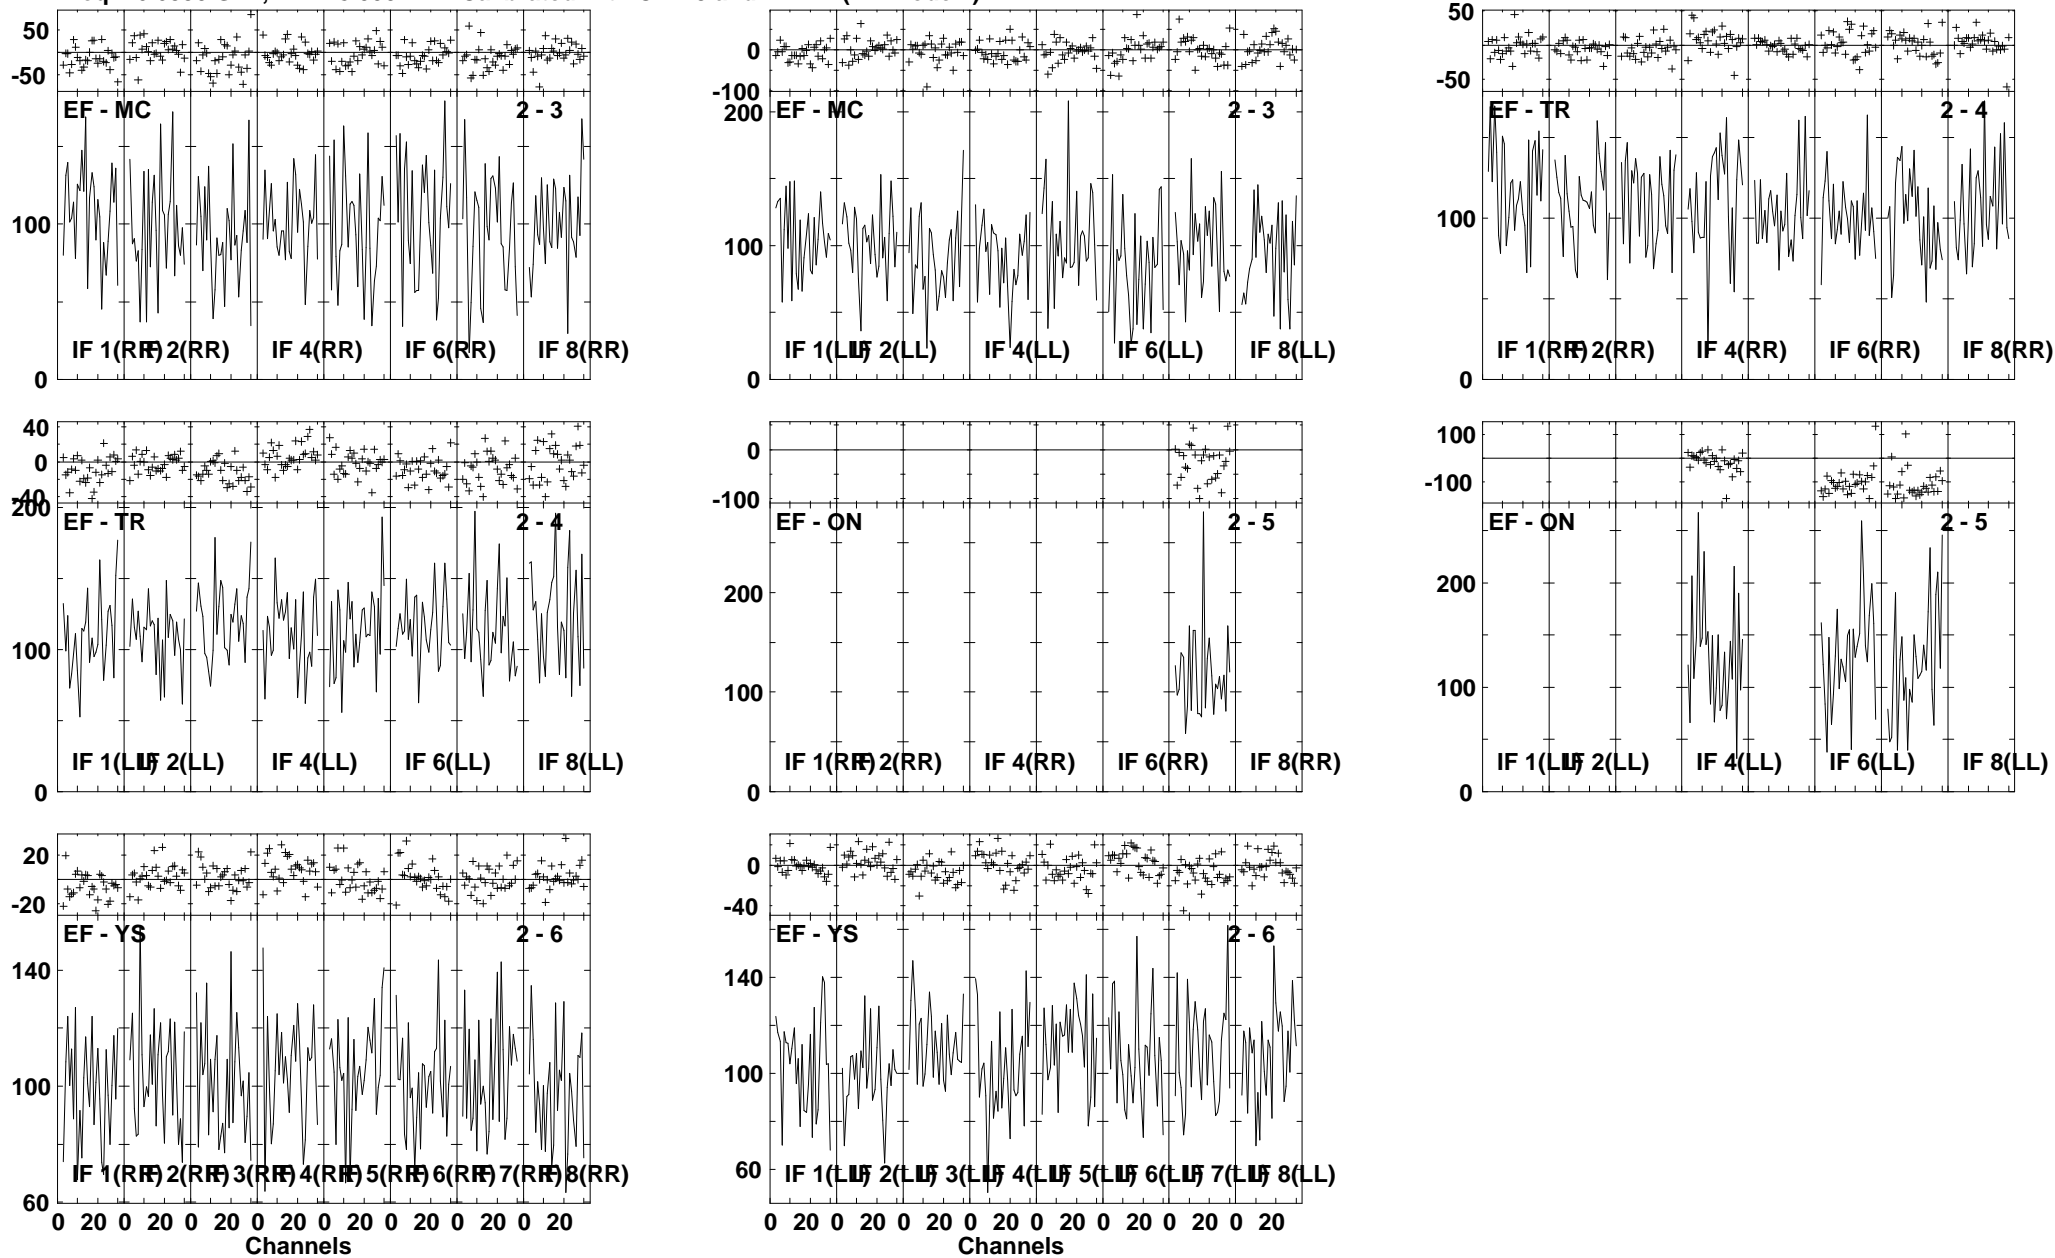 50
-50
EF - MC 2 - 3
100
IF 1(RR) IF 2(RR) IF 4(RR) IF 6(RR) IF 8(RR)
0
0
-100
200
EF - MC 2 - 3
100
IF 1(LL) IF 2(LL) IF 4(LL) IF 6(LL) IF 8(LL)
0
50
-50
EF - TR 2 - 4
100
IF 1(RR) IF 2(RR) IF 4(RR) IF 6(RR) IF 8(RR)
0
40
0
-40
200
EF - TR 2 - 4
100
IF 1(LL) IF 2(LL) IF 4(LL) IF 6(LL) IF 8(LL)
0
0
-100
EF - ON 2 - 5
200
100
IF 1(RR) IF 2(RR) IF 4(RR) IF 6(RR) IF 8(RR)
0
100
-100
EF - ON 2 - 5
200
100
IF 1(LL) IF 2(LL) IF 4(LL) IF 6(LL) IF 8(LL)
0
20
-20
EF - YS 2 - 6
140
100
IF 1(RR) IF 2(RR) IF 3(RR) IF 4(RR) IF 5(RR) IF 6(RR) IF 7(RR) IF 8(RR)
60
0 20 0 20 0 20 0 20 0 20 0 20 0 20 0 20
Channels
0
-40
EF - YS 2 - 6
140
100
60
IF 1(LL) IF 2(LL) IF 3(LL) IF 4(LL) IF 5(LL) IF 6(LL) IF 7(LL) IF 8(LL)
0 20 0 20 0 20 0 20 0 20 0 20 0 20 0 20
Channels